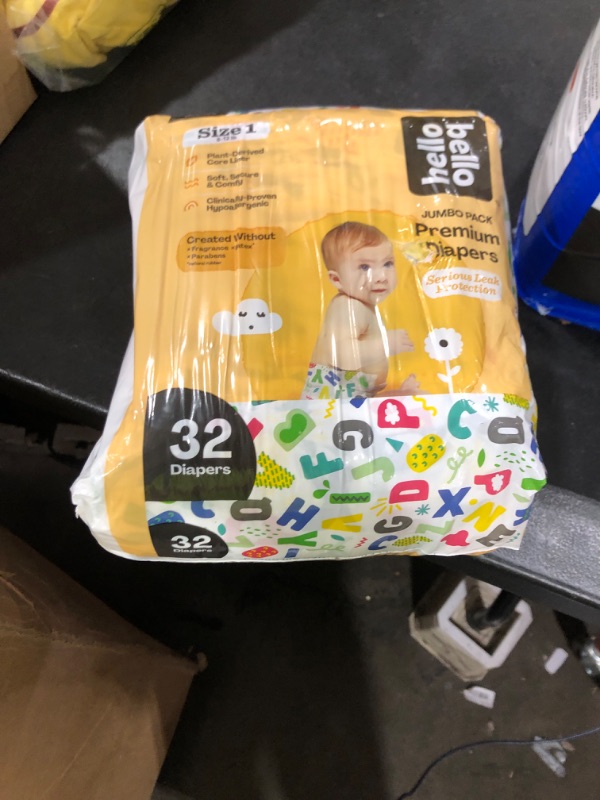 Size 1
Plant-Derived
Core Liner
Soft, Secure
& Comfy
Clinically Proven
Hypoallergenic
Created Without
• Parabens
hello
bello
JUMBO PACK
Premium
Diapers
Serious Leak
Protection
32
Diapers
32
Diapers